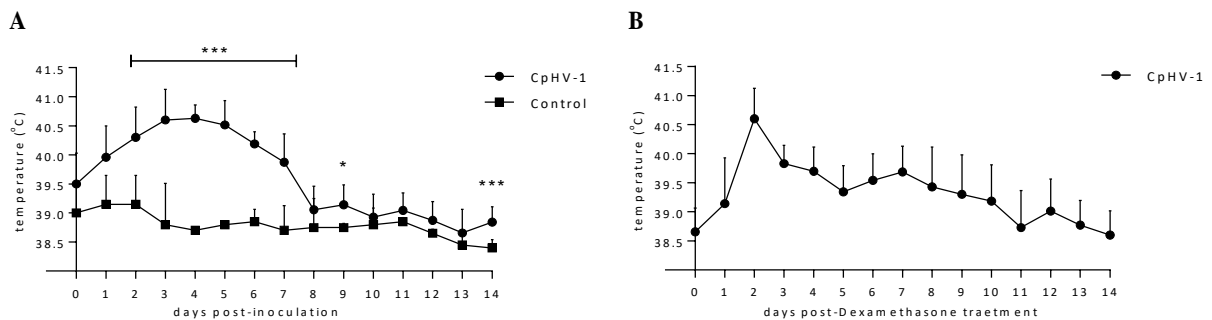 A
***
41.5
41.0
40.5
40.0
39.5
39.0
38.5
temperature (°C)
CpHV-1
Control
*
***
0 1 2 3 4 5 6 7 8 9 10 11 12 13 14
days post-inoculation
B
41.5
41.0
40.5
40.0
39.5
39.0
38.5
temperature (°C)
CpHV-1
0 1 2 3 4 5 6 7 8 9 10 11 12 13 14
days post-Dexamethasone traetment